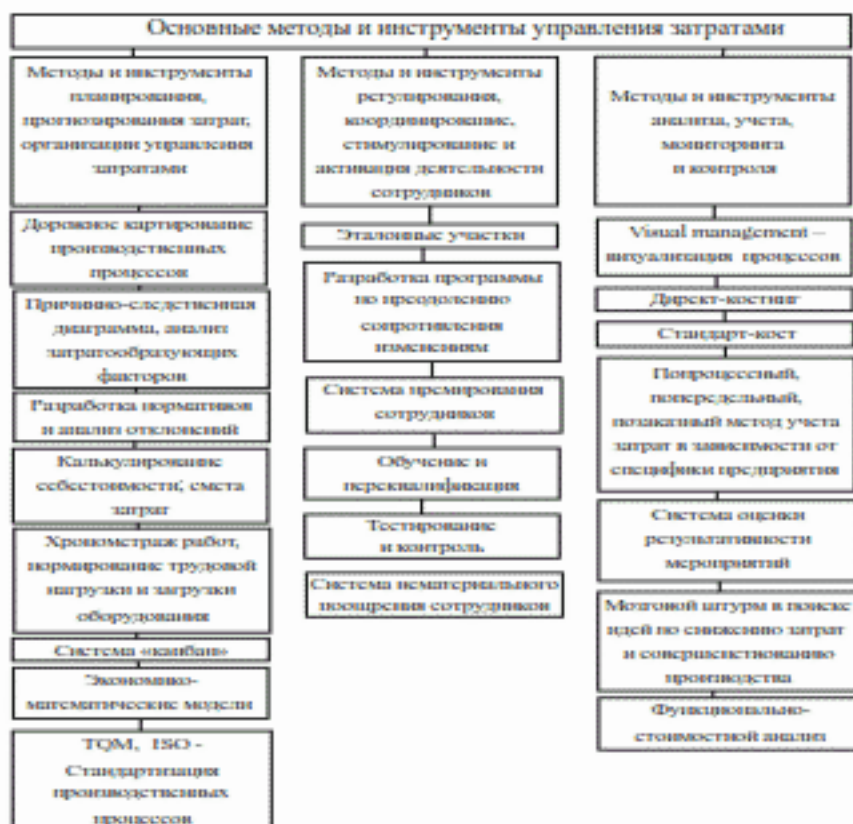 Основные методы и инструменты управления затратами
Методы и инструменты
планирования,
прогнозирования затрат,
организации управления
затратами
Дорожное картирование
производственных
процессов
Причинно-следственная
диаграмма, анализ
затратообразующих
факторов
Разработка нормативов
и анализ отклонений
Калькулирование
себестоимости, смета
затрат
Хронометраж работ,
нормирование трудовой
нагрузки и загрузки
оборудования
Система «канбан»
Экономико-
математические модели
TQM, ISO -
Стандартизация
производственных
процессов
Методы и инструменты
регулирования,
координирование,
стимулирование и
активация деятельности
сотрудников
Эталонные участки
Разработка программы
по преодолению
сопротивления
изменениям
Система премирования
сотрудников
Обучение и
переквалификация
Тестирование
и контроль
Система нематериального
поощрения сотрудников
Методы и инструменты
анализа, учета,
мониторинга
и контроля
Visual management –
визуализация процессов
Директ-костинг
Стандарт-кост
Попроцессный,
попередельный,
позаказный метод учета
затрат в зависимости от
специфики предприятия
Система оценки
результативности
мероприятий
Мозговой штурм в поиске
идей по снижению затрат
и совершенствованию
производства
Функционально-
стоимостной анализ